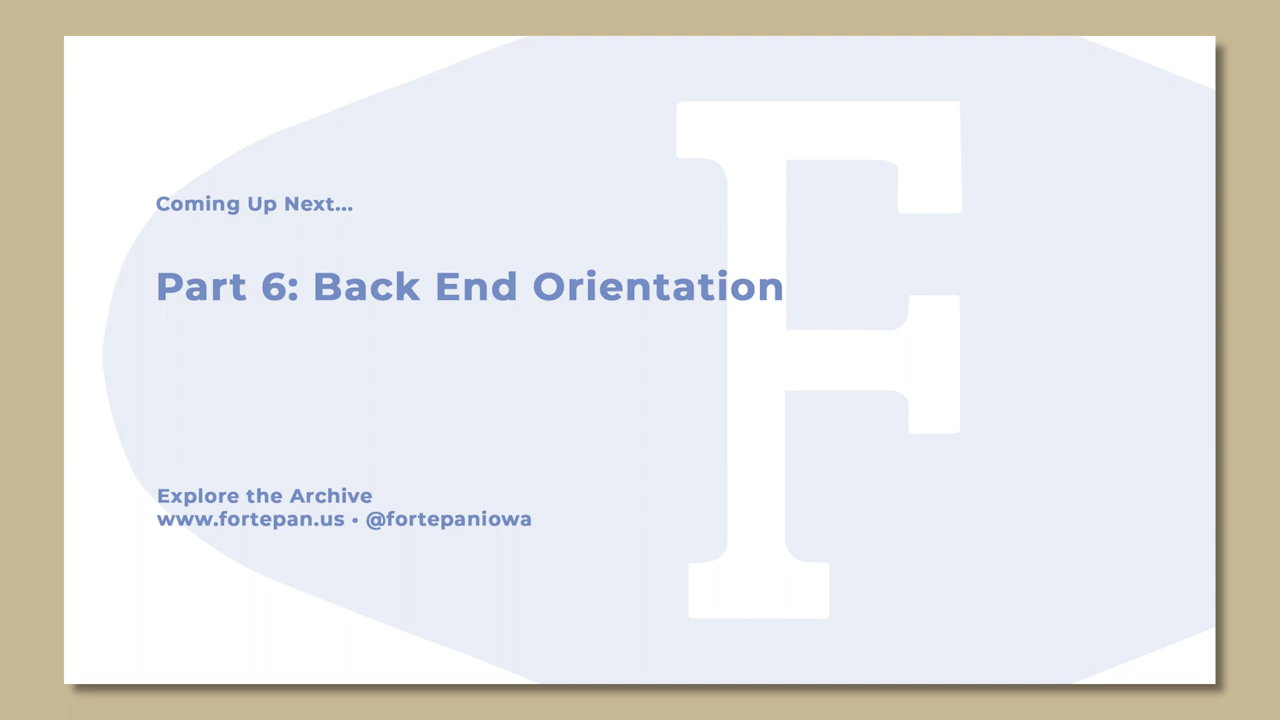 Coming Up Next...
Part 6: Back End Orientation
F
Explore the Archive
www.fortepan.us • @fortepaniowa